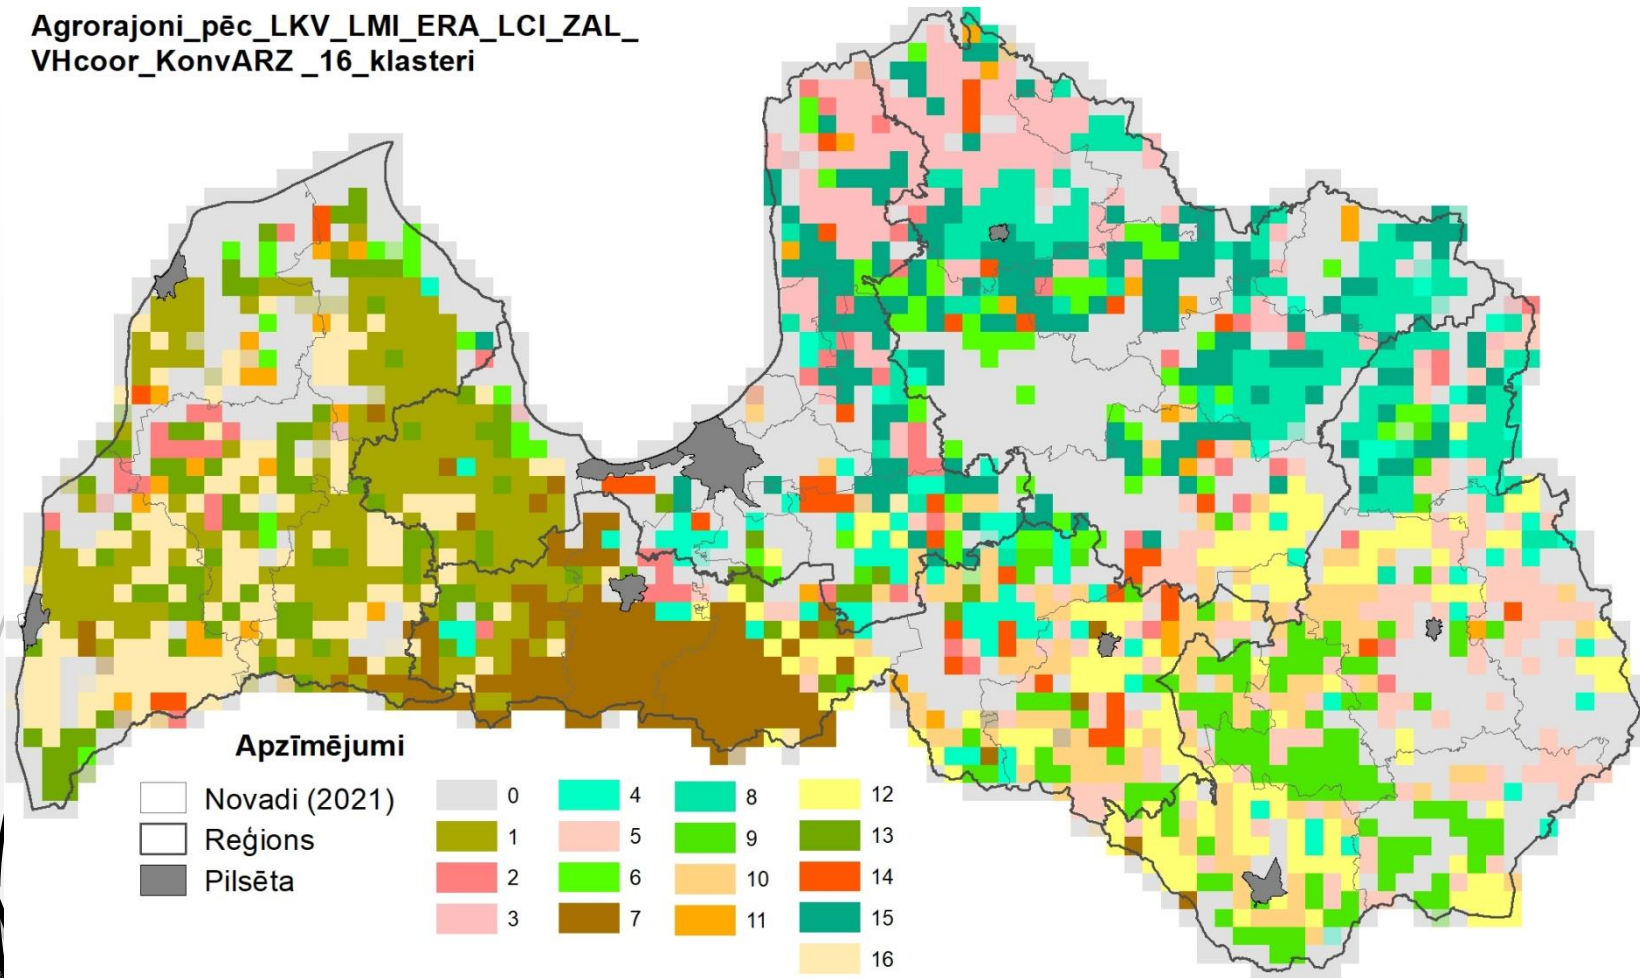 Agrorajoni_pēc_LKV_LMI_ERA_LCI_ZAL_
VHcoor_KonvARZ _16_klasteri
Apzīmējumi
Novadi (2021)
Reģions
Pilsēta
0
1
2
3
4
5
6
7
8
9
10
11
12
13
14
15
16